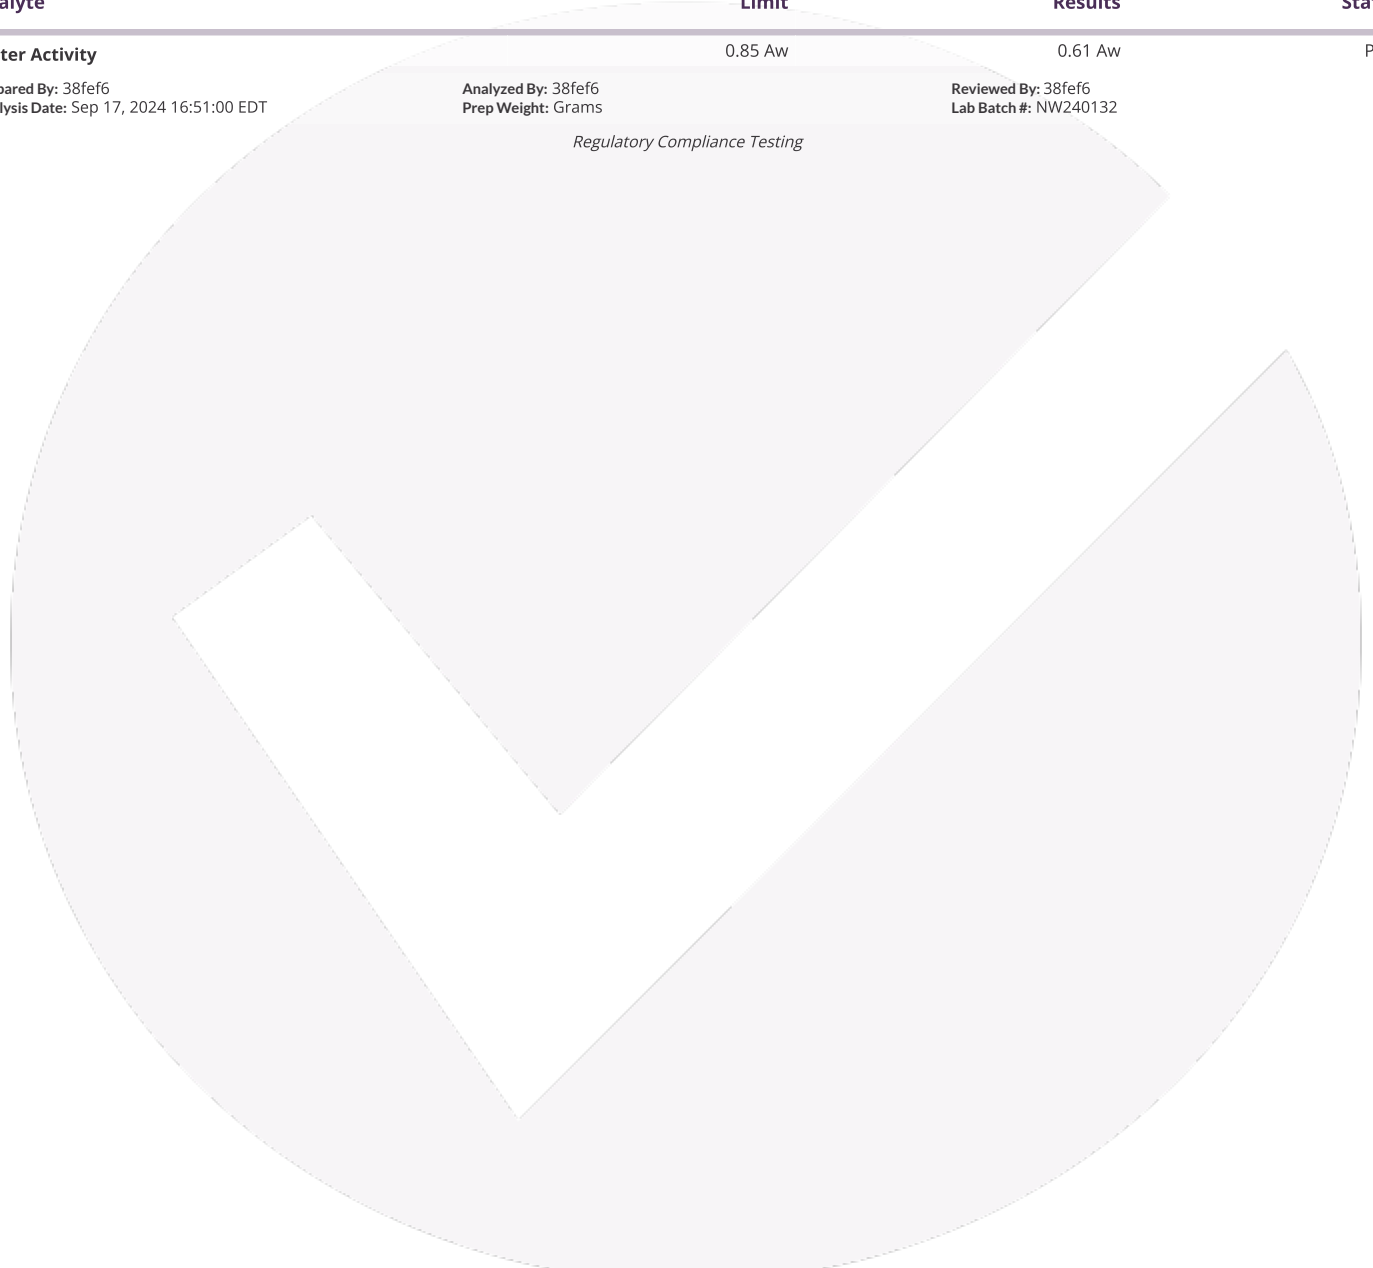 alyte Limit Results Sta
ter Activity 0.85 Aw 0.61 Aw P
pared By: 38fef6 Analyzed By: 38fef6 Reviewed By: 38fef6
lysis Date: Sep 17, 2024 16:51:00 EDT Prep Weight: Grams Lab Batch #: NW240132
Regulatory Compliance Testing